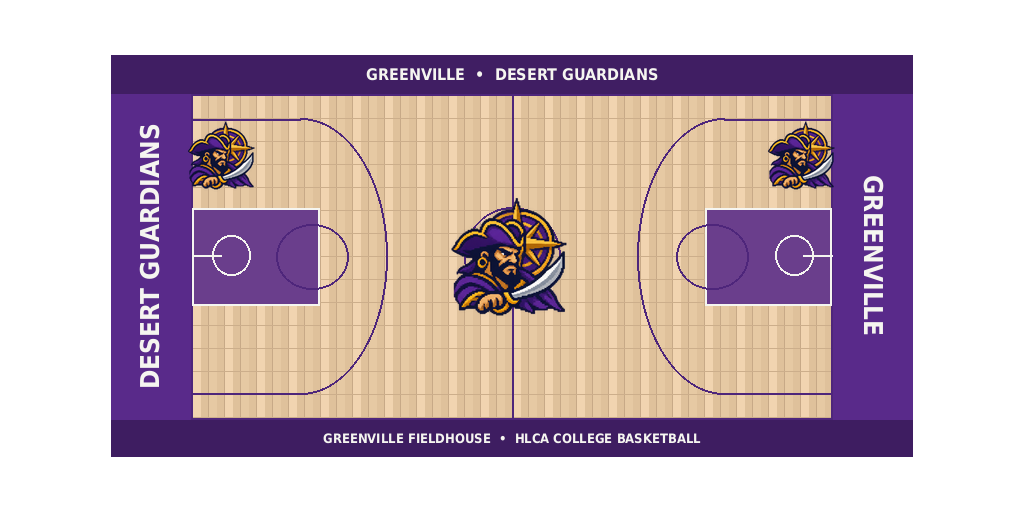 GREENVILLE • DESERT GUARDIANS
DESERT GUARDIANS
GREENVILLE
GREENVILLE FIELDHOUSE • HLCA COLLEGE BASKETBALL